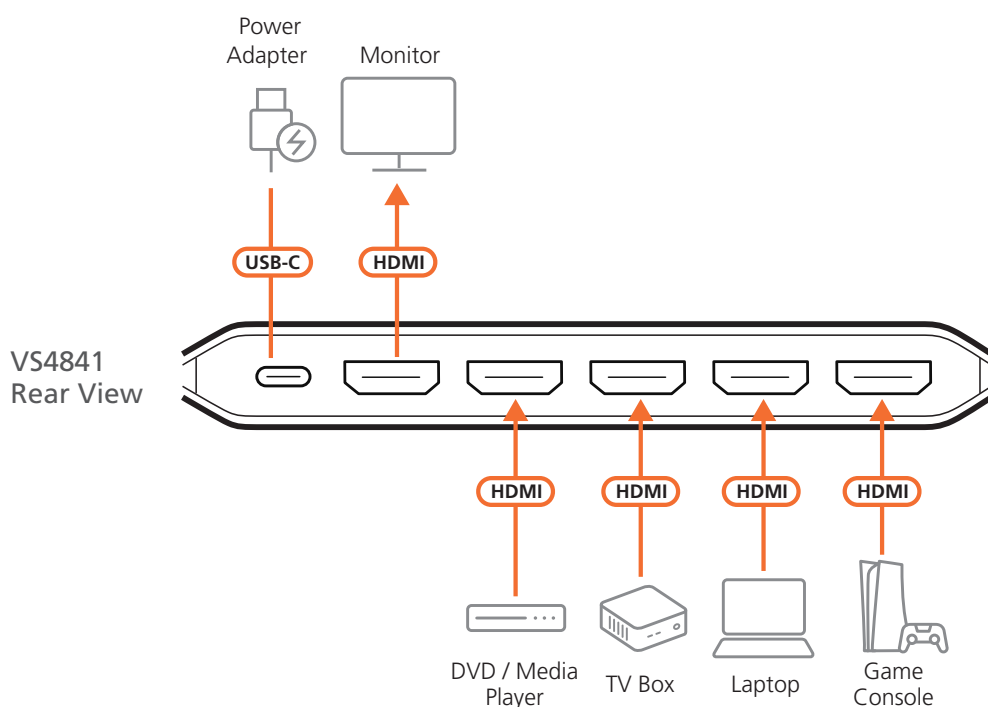 Power
Adapter
Monitor
USB-C
HDMI
VS4841
Rear View
HDMI
HDMI
HDMI
HDMI
DVD / Media
Player
TV Box
Laptop
Game
Console